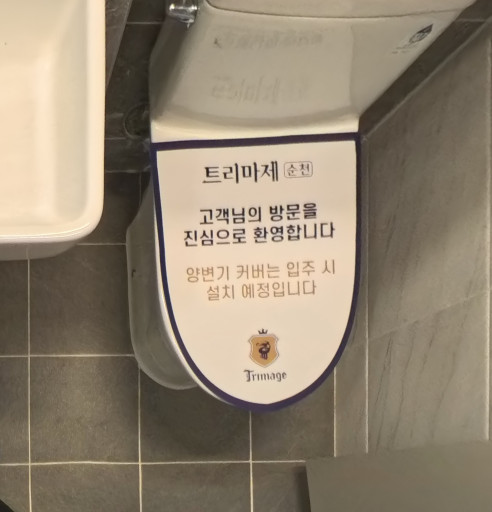 트리마제 순천
고객님의 방문을
진심으로 환영합니다
양변기 커버는 입주 시
설치 예정입니다
Trimage